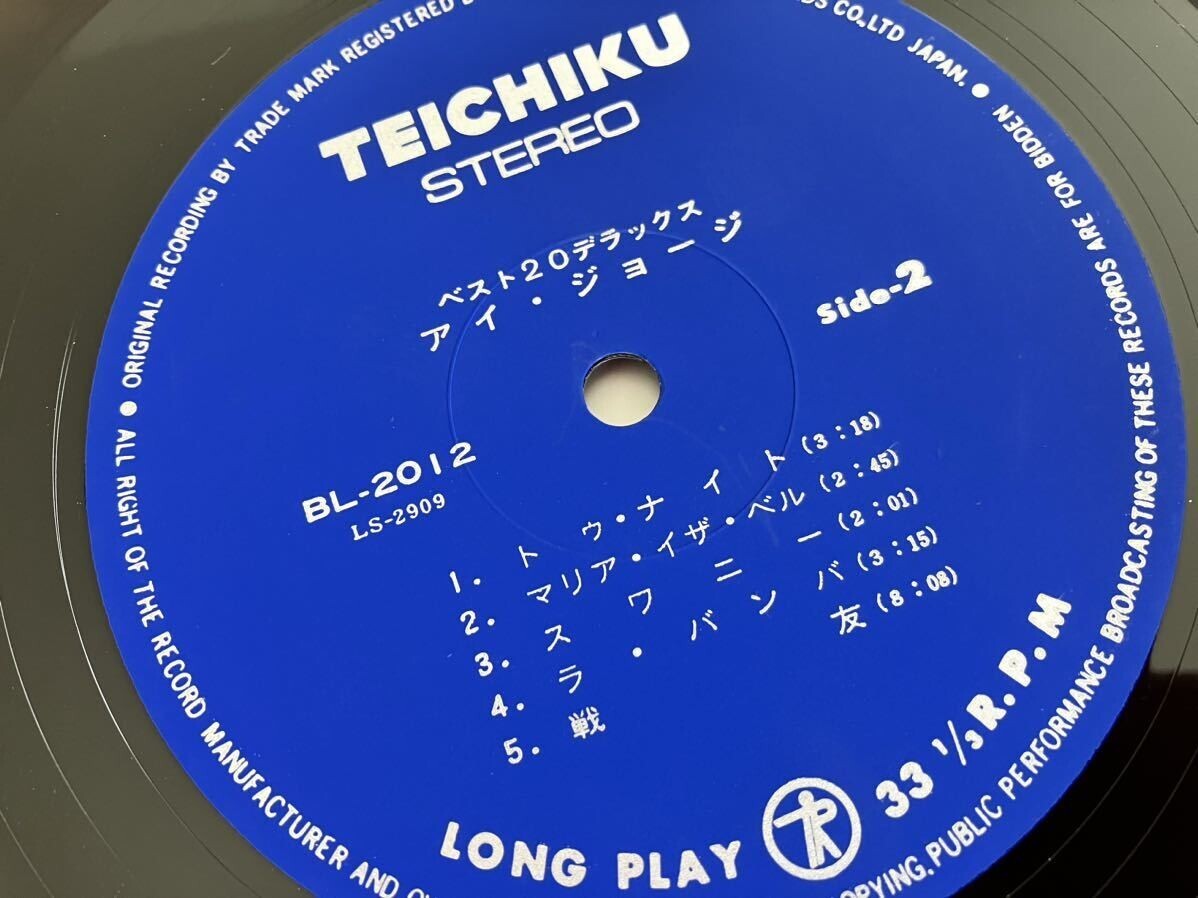 TEICHIKU
STEREO
ベスト20デラックス
アイ・ジョージ
Side-2
BL-2012
LS-2909
1. トゥ・ナイト (3:18)
2. マリア・イザ・ベル (2:45)
3. スワニー (2:01)
4. ラ・バンバ (3:15)
5. 戦友 (8:08)
LONG PLAY
33 1/3 R.P.M
● ORIGINAL RECORDING BY TRADE MARK REGISTERED
CO.,LTD JAPAN. ●
● ALL RIGHT OF THE RECORD MANUFACTURER AND
COPYING, PUBLIC PERFORMANCE BROADCASTING OF THESE RECORDS ARE FOR BIDDEN ●